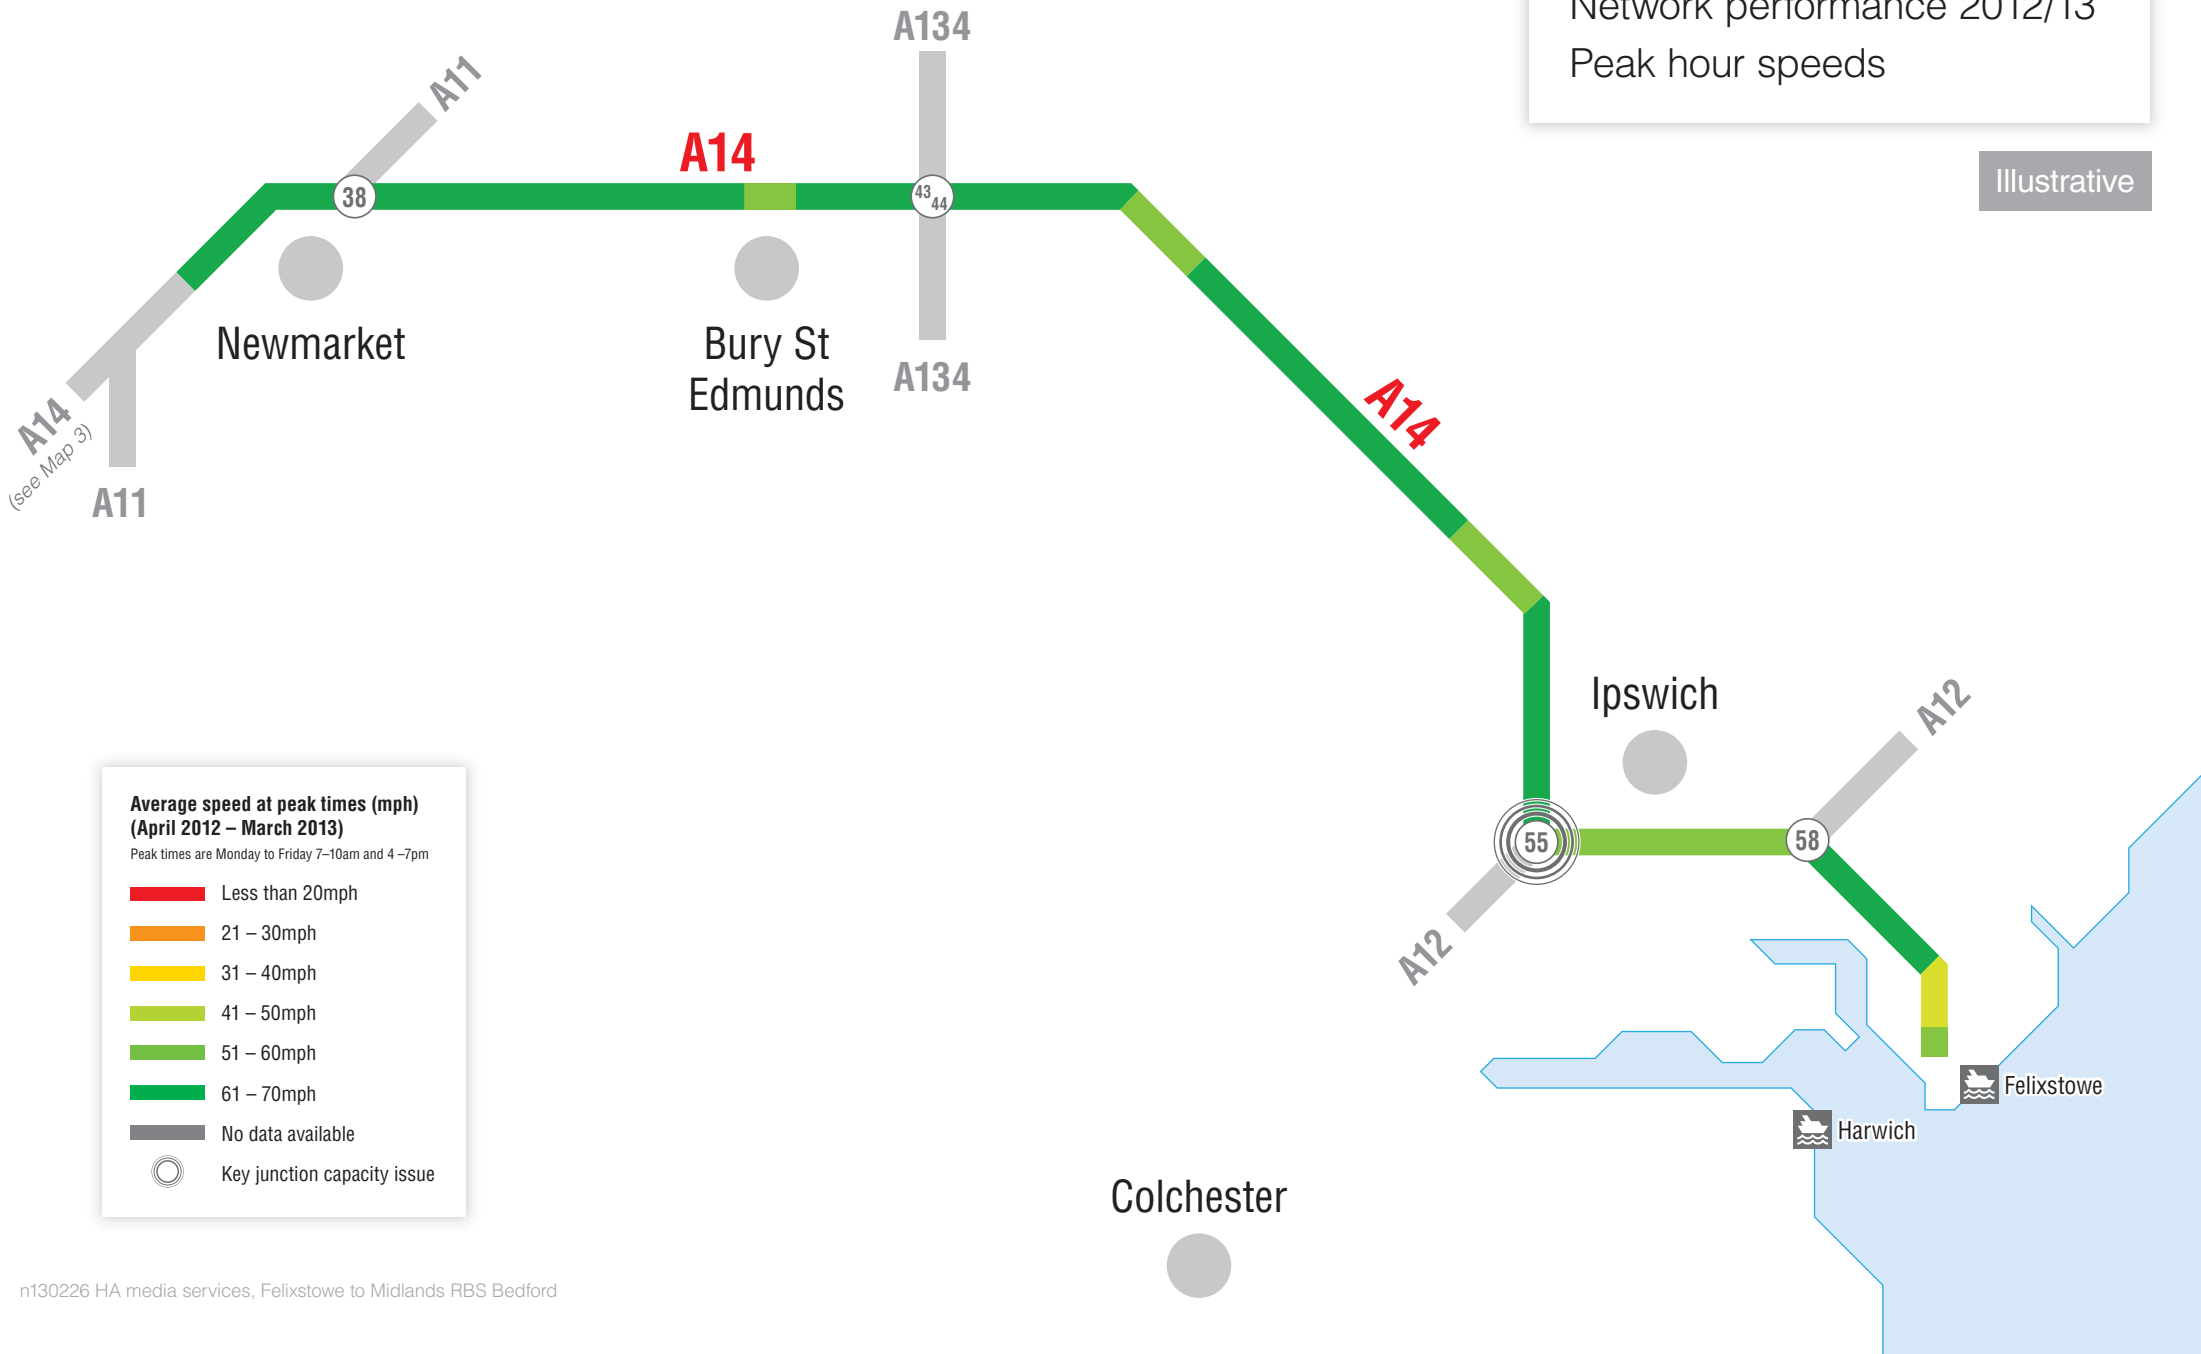 Network performance 2012/13
Peak hour speeds
Illustrative
A134
A11
A14
38
43
44
Newmarket
Bury St
Edmunds
A134
A14
(see Map 3)
A11
A14
Ipswich
A12
55
58
A12
Average speed at peak times (mph)
(April 2012 – March 2013)
Peak times are Monday to Friday 7–10am and 4 –7pm
Less than 20mph
21 – 30mph
31 – 40mph
41 – 50mph
51 – 60mph
61 – 70mph
No data available
Key junction capacity issue
Felixstowe
Harwich
Colchester
n130226 HA media services, Felixstowe to Midlands RBS Bedford